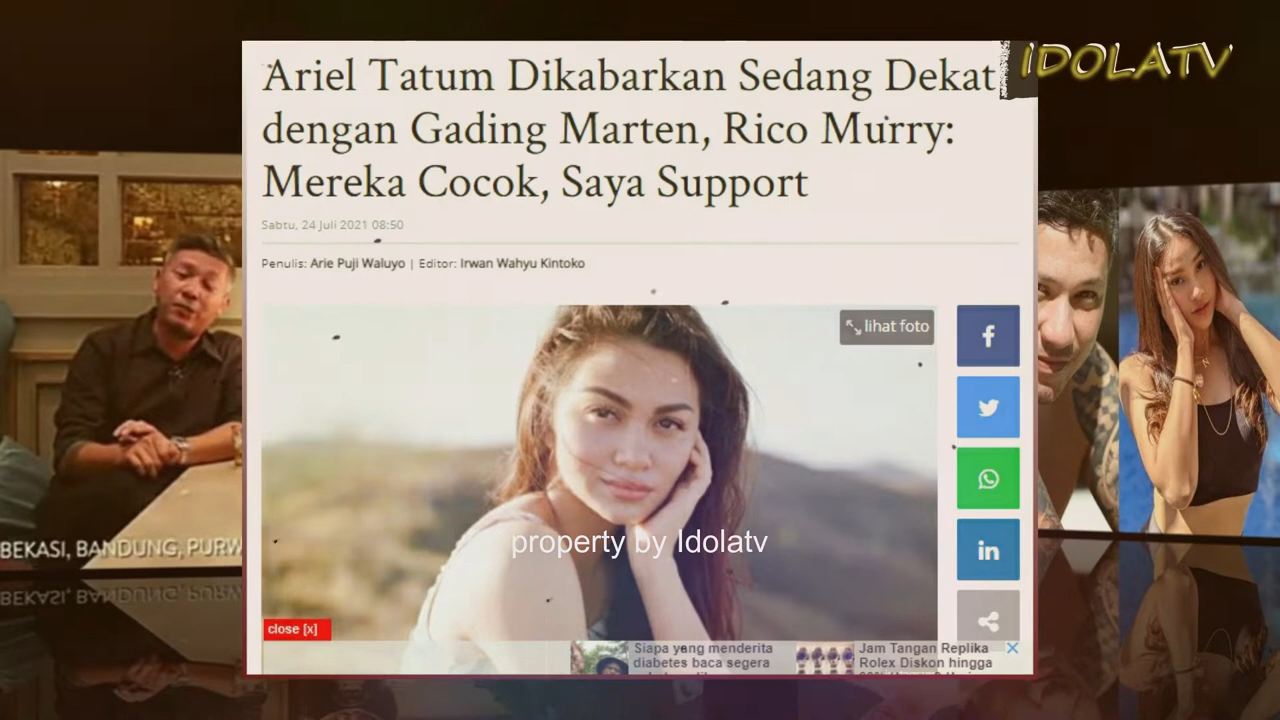 IDOLATV
Ariel Tatum Dikabarkan Sedang Dekat
dengan Gading Marten, Rico Murry:
Mereka Cocok, Saya Support
Sabtu, 24 Juli 2021 08:50
Penulis: Arie Puji Waluyo | Editor: Irwan Wahyu Kintoko
lihat foto
property by Idolatv
BEKASI, BANDUNG, PURW
close [x]
Siapa yang menderita
diabetes baca segera
Jam Tangan Replika
Rolex Diskon hingga